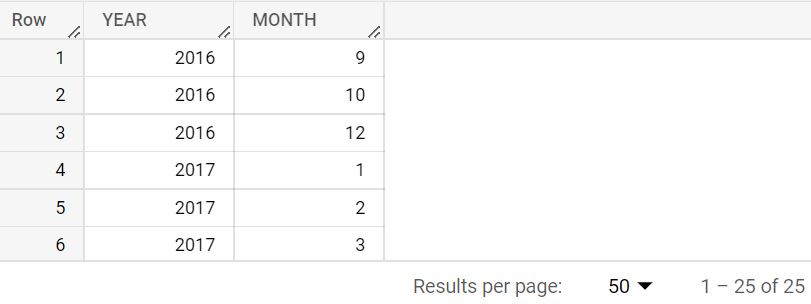 Row YEAR MONTH
1 2016 9
2 2016 10
3 2016 12
4 2017 1
5 2017 2
6 2017 3
Results per page: 50 1 – 25 of 25